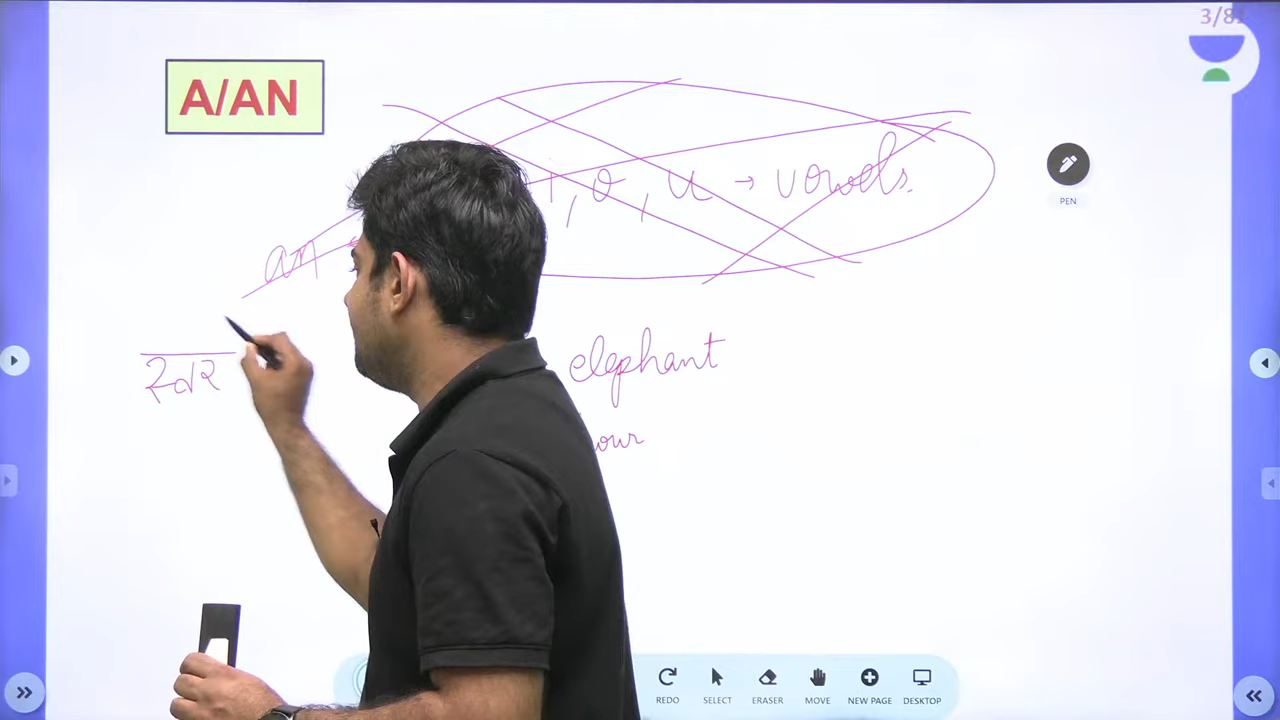 3/81
A/AN
, o, u → vowels.
PEN
an
स्वर
elephant
our
REDO
SELECT
ERASER
MOVE
NEW PAGE
DESKTOP